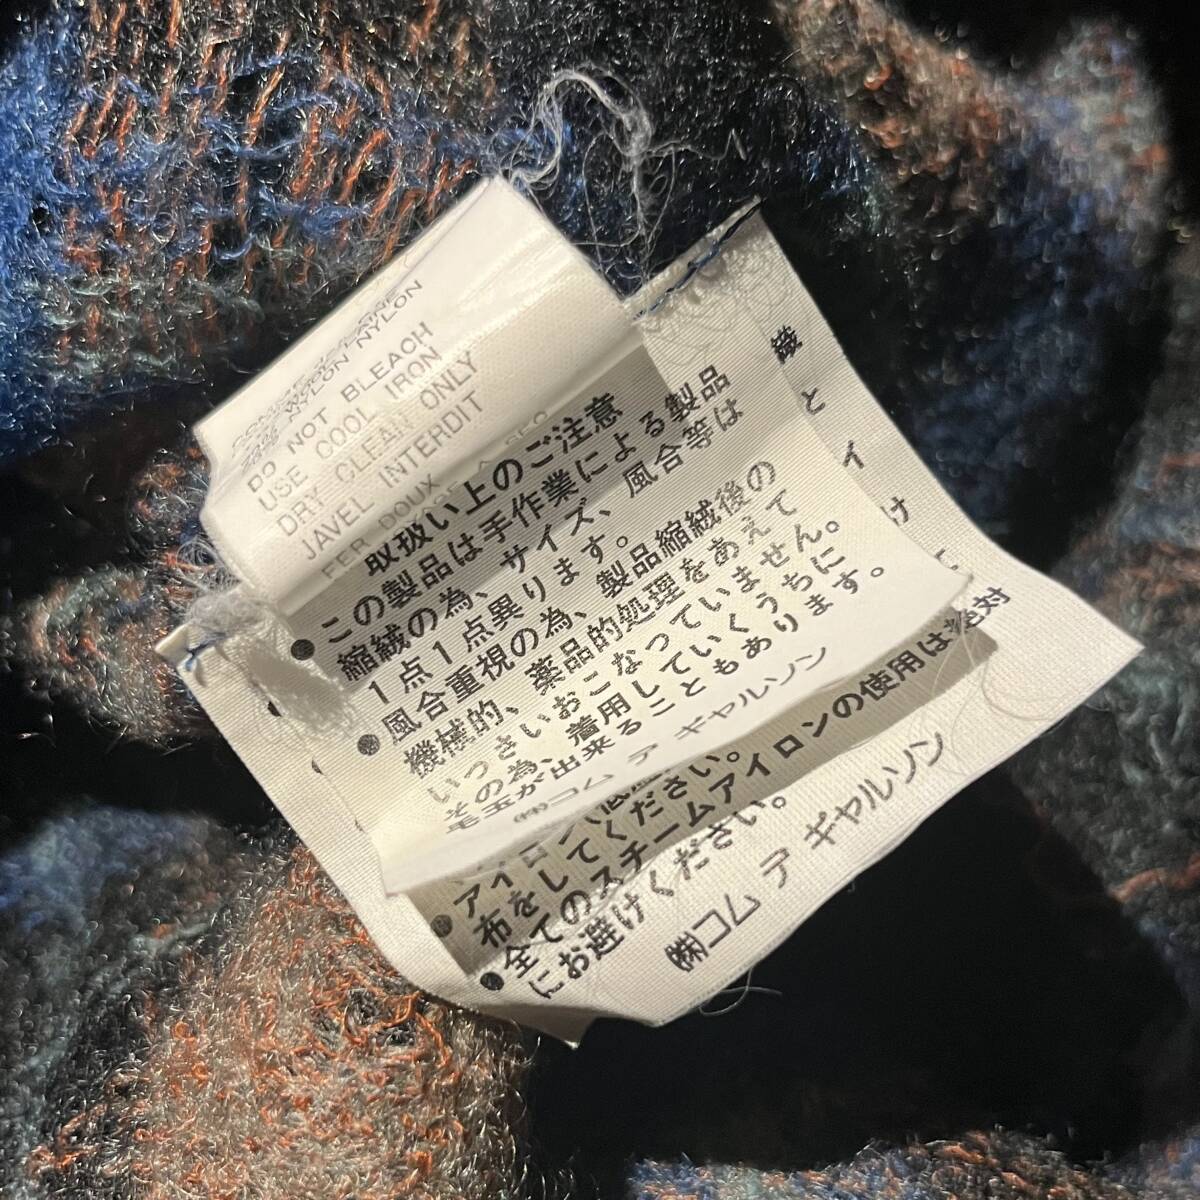 NYLON NYLON
DO NOT BLEACH
USE COOL IRON
DRY CLEAN ONLY
JAVEL INTERDIT
FER DOUX
SEC
取扱い上のご注意
●この製品は手作業による製品
縮絨の為、サイズ、風合等は
1点1点異ります。
●風合重視の為、製品縮絨後の
機械的、薬品的処理をあえて
いっさいおこなっていません。
その為、着用していくうちに
毛玉が出来ることもあります。
㈱コム デ ギャルソン
繊
と
イ
け
●アイロン
布をしてください。
●全てのスチームアイロンの使用は絶対
にお避けください。
㈱コム デ ギャルソン